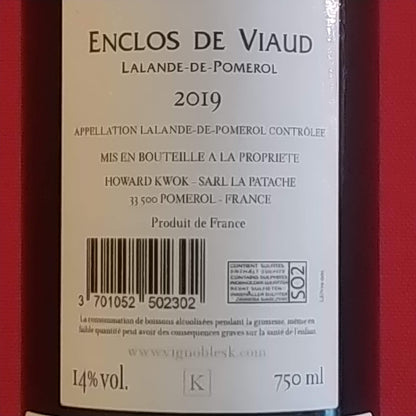 ENCLOS DE VIAUD
LALANDE-DE-POMEROL
2019
APPELLATION LALANDE-DE-POMEROL CONTRÔLÉE
MIS EN BOUTEILLE A LA PROPRIETE
HOWARD KWOK - SARL LA PATACHE
33 500 POMEROL - FRANCE
Produit de France
CONTIENT SULFITES
SO2
3 701052 502302
La consommation de boissons alcoolisées pendant la grossesse, même en
faible quantité peut avoir des conséquences graves sur la santé de l'enfant.
www.vignoblesk.com
14% vol.
K
750 ml